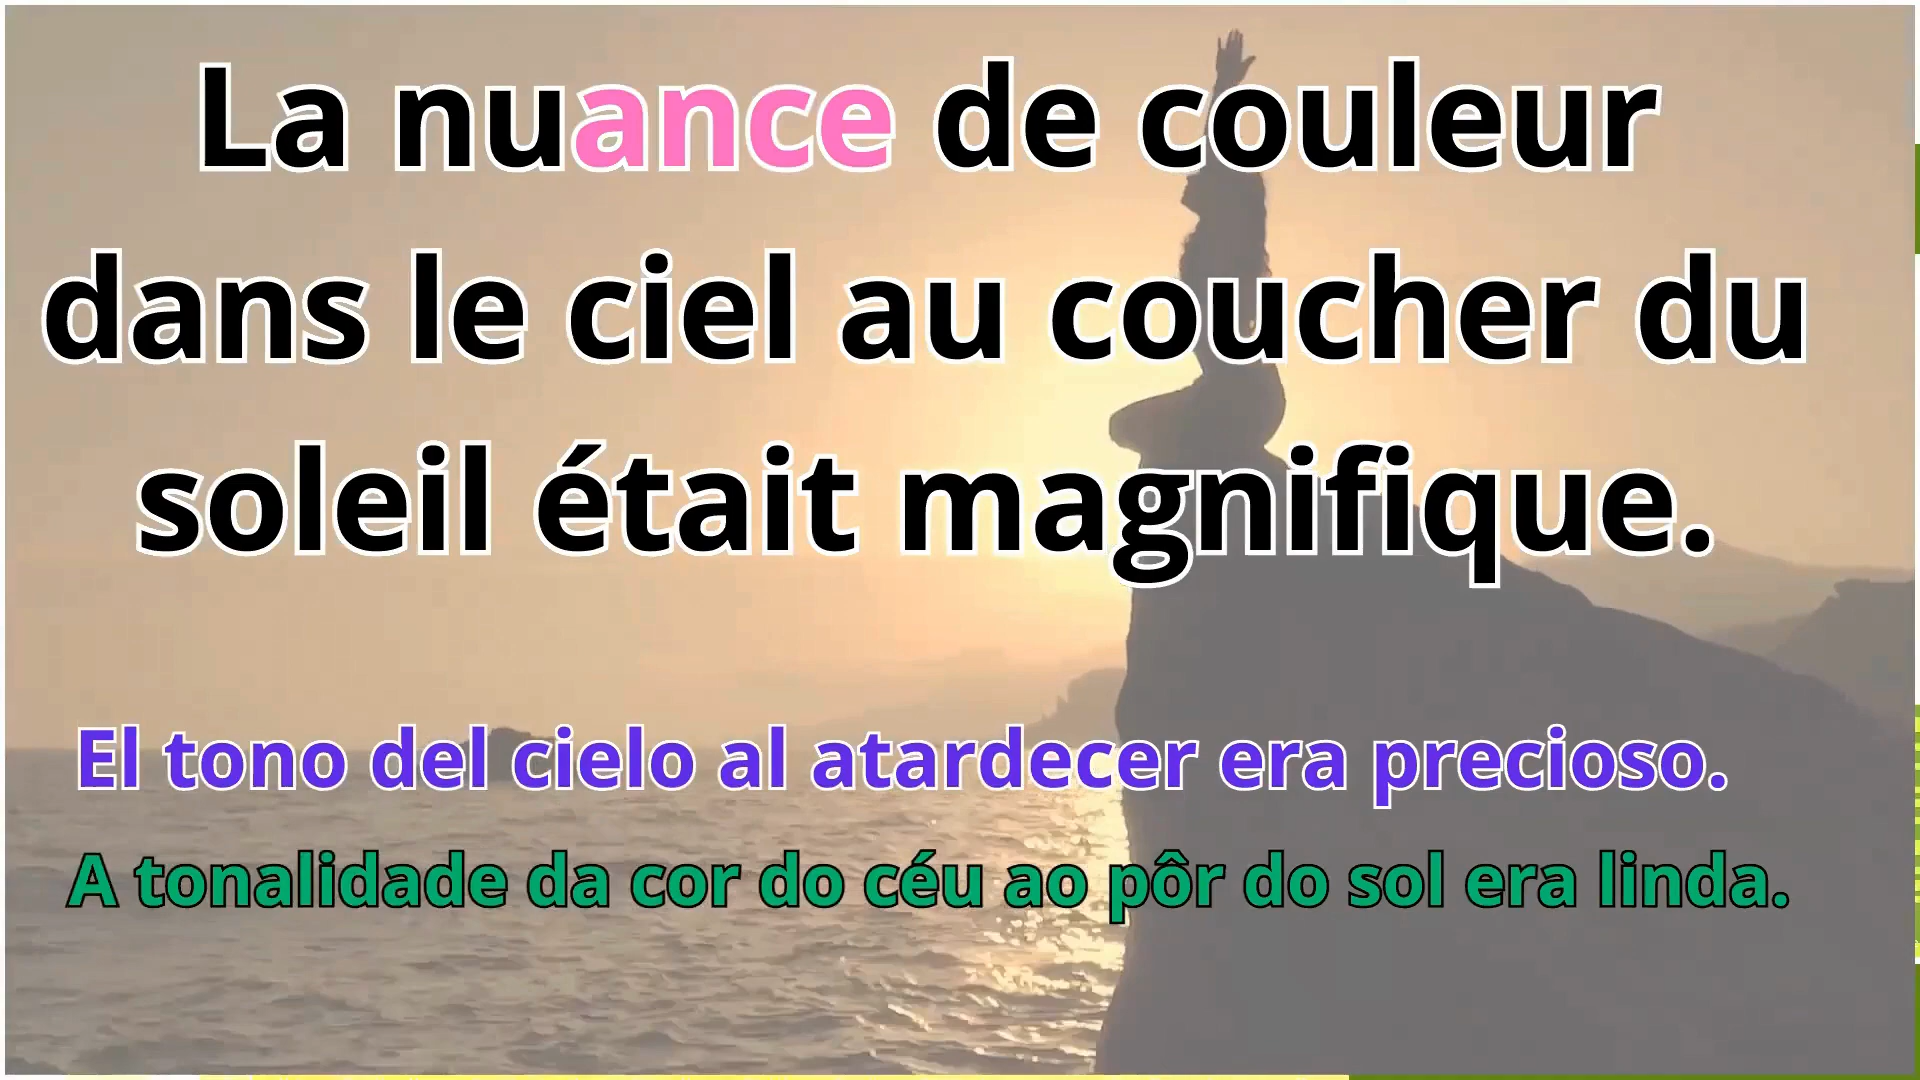 La nuance de couleur
dans le ciel au coucher du
soleil était magnifique.
El tono del cielo al atardecer era precioso.
A tonalidade da cor do céu ao pôr do sol era linda.